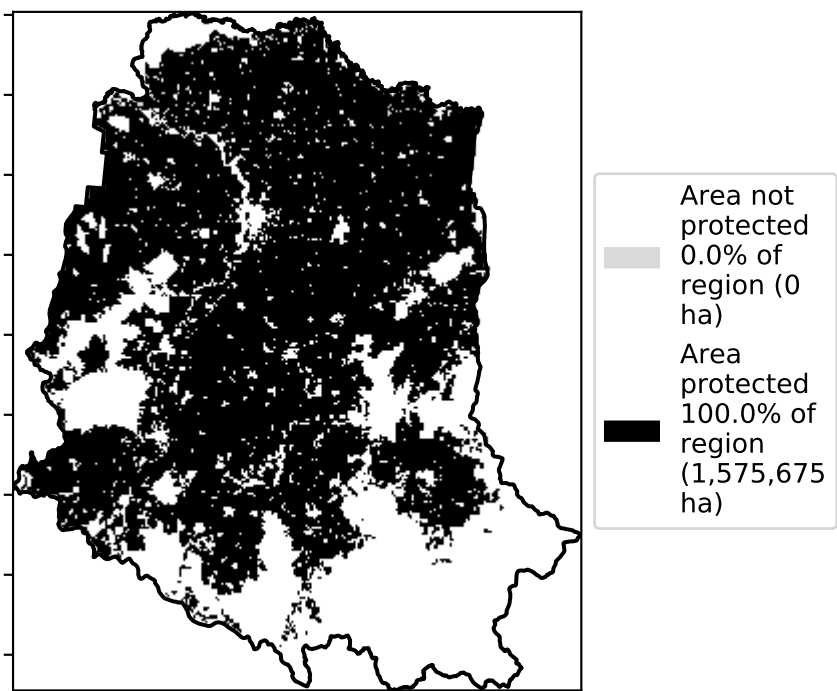 Area not
protected
0.0% of
region (0
ha)
Area
protected
100.0% of
region
(1,575,675
ha)